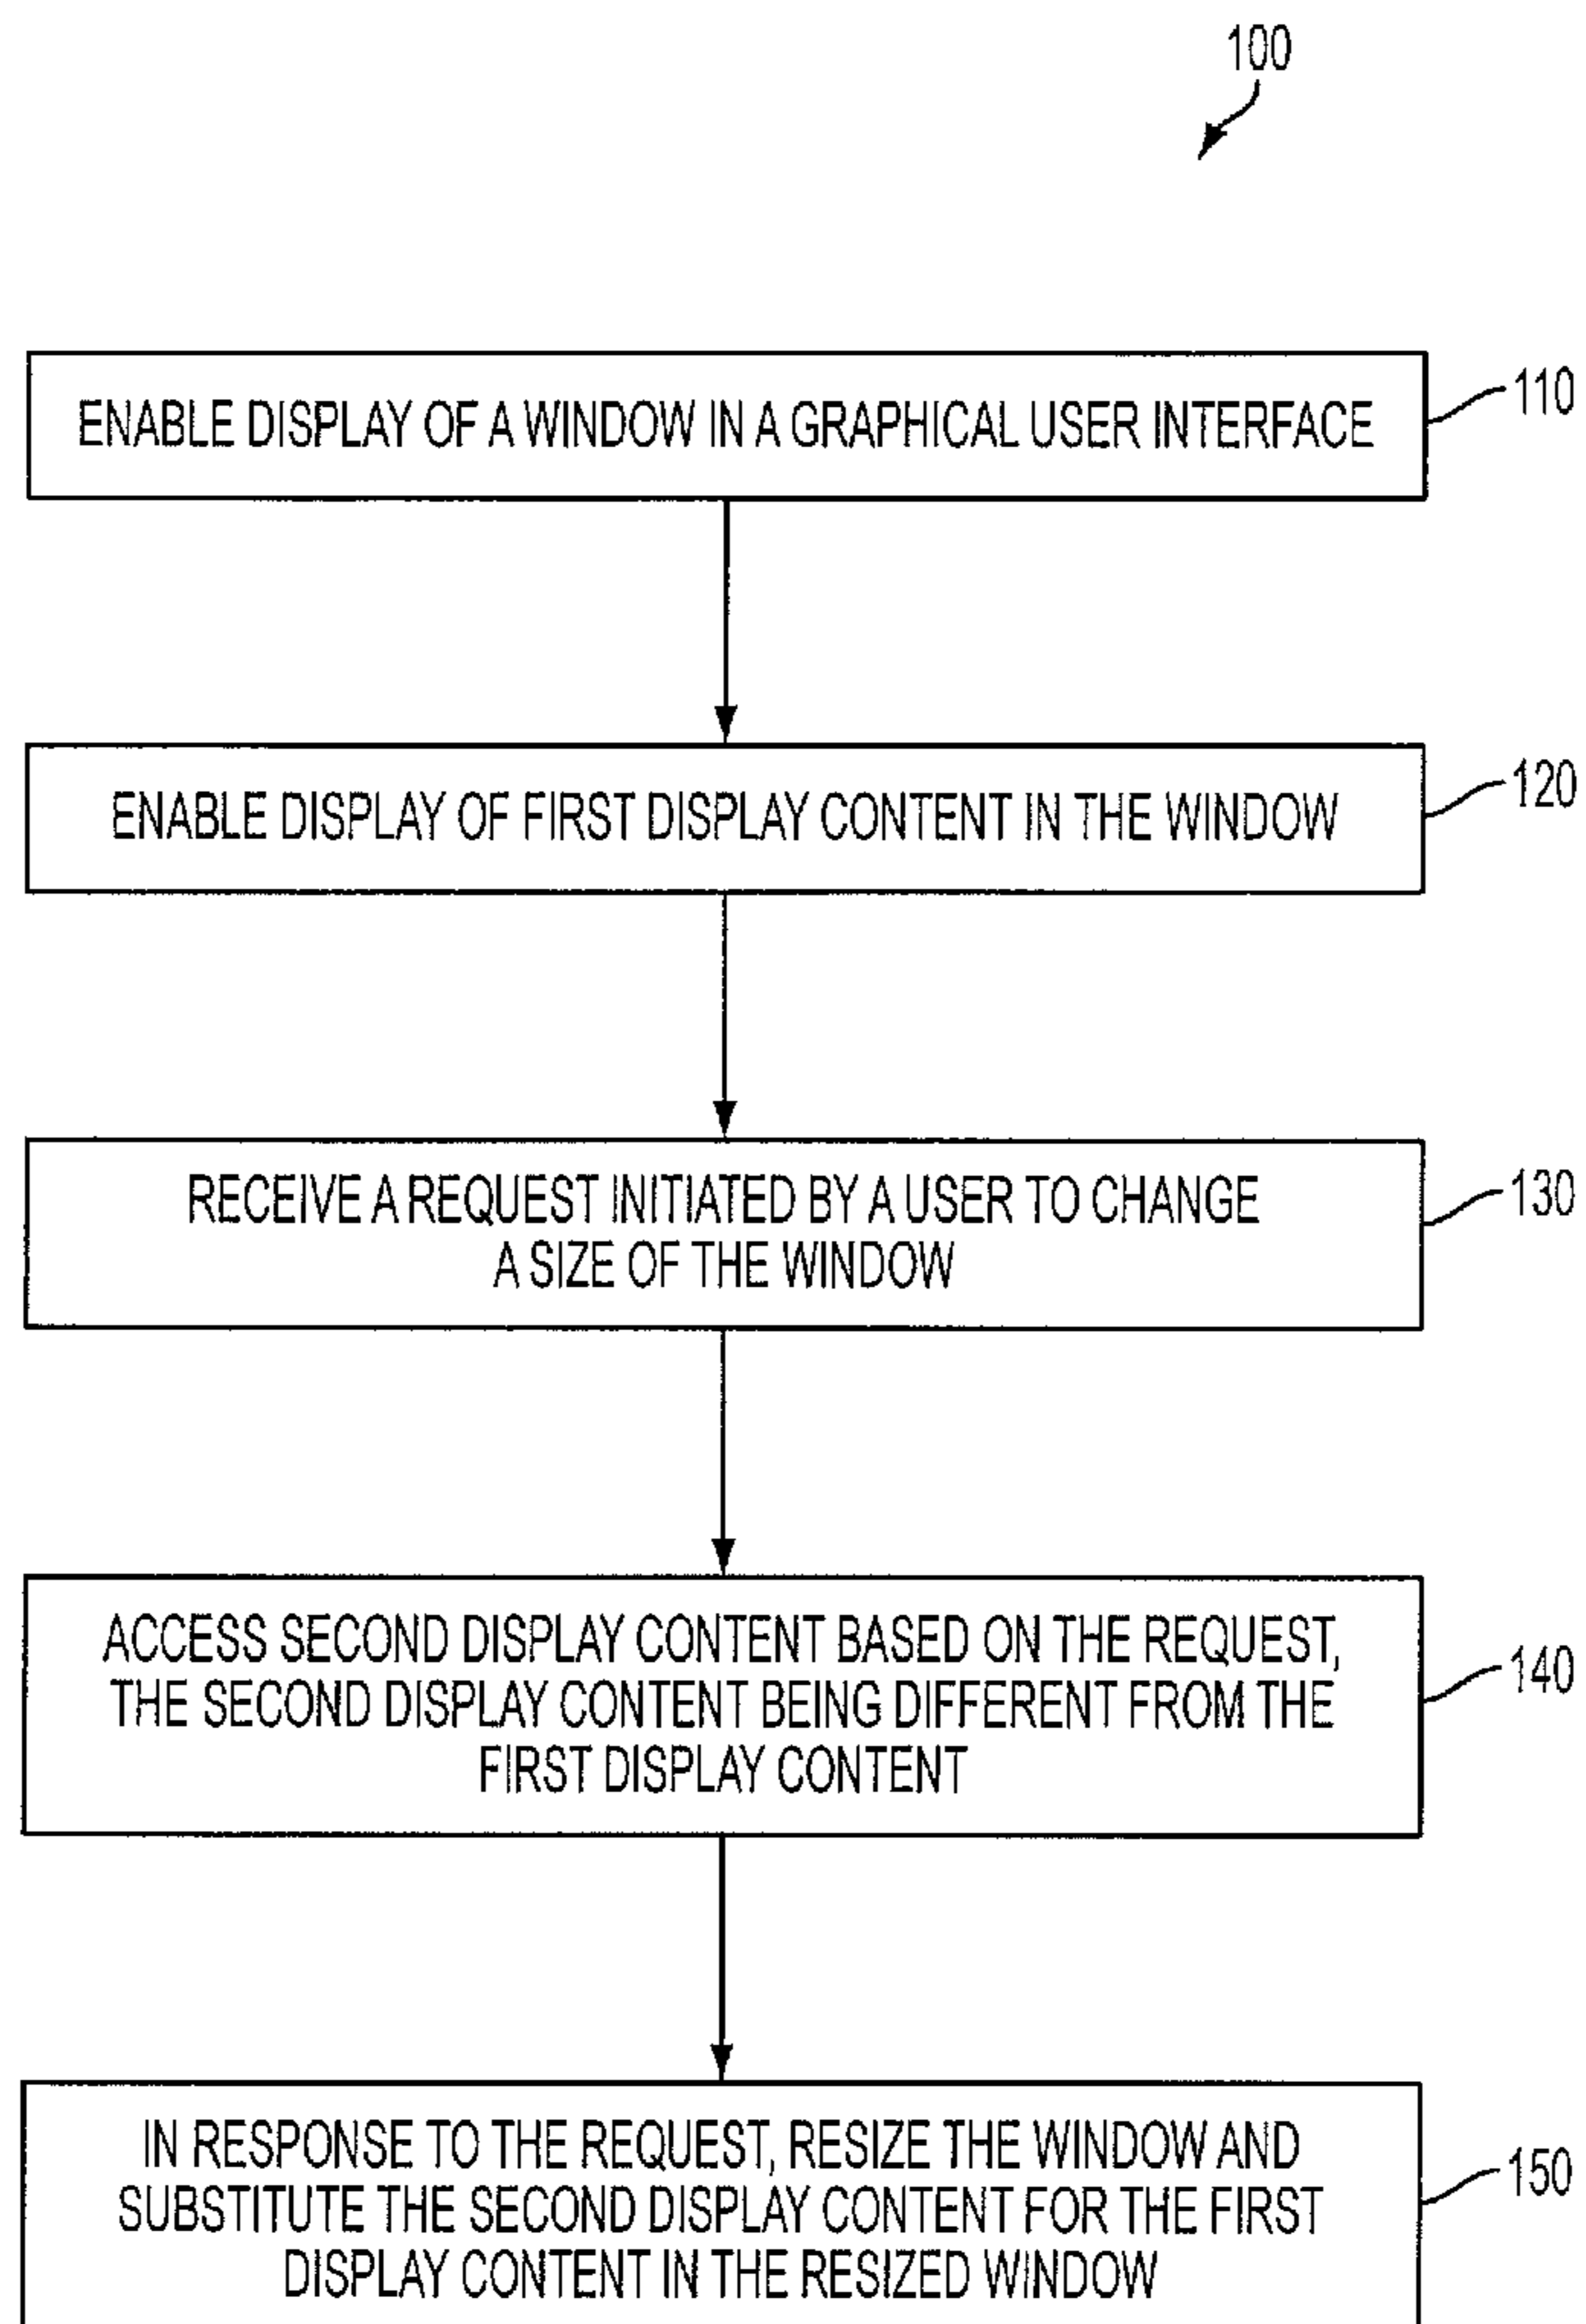 100
ENABLE DISPLAY OF A WINDOW IN A GRAPHICAL USER INTERFACE
110
ENABLE DISPLAY OF FIRST DISPLAY CONTENT IN THE WINDOW
120
RECEIVE A REQUEST INITIATED BY A USER TO CHANGE
A SIZE OF THE WINDOW
130
ACCESS SECOND DISPLAY CONTENT BASED ON THE REQUEST,
THE SECOND DISPLAY CONTENT BEING DIFFERENT FROM THE
FIRST DISPLAY CONTENT
140
IN RESPONSE TO THE REQUEST, RESIZE THE WINDOW AND
SUBSTITUTE THE SECOND DISPLAY CONTENT FOR THE FIRST
DISPLAY CONTENT IN THE RESIZED WINDOW
150